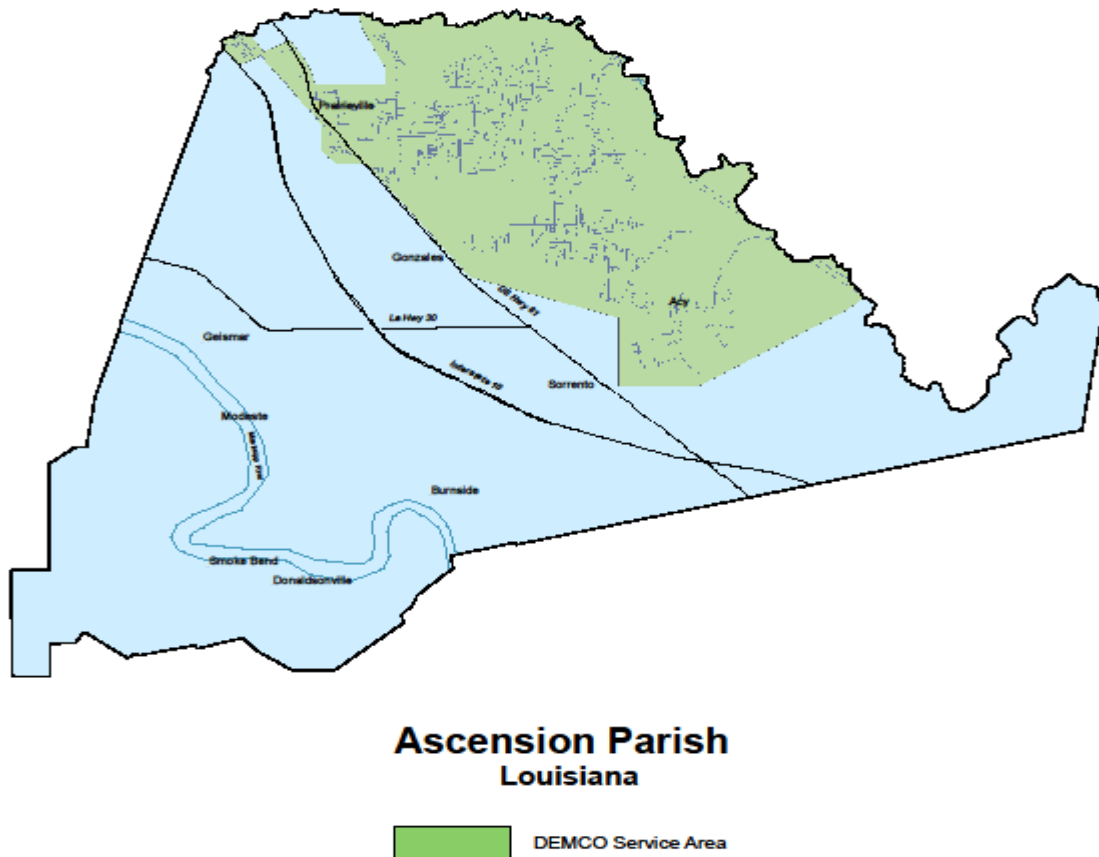 Prairieville
Gonzales
US Hwy 61
Acy
La Hwy 30
Geismar
Interstate 10
Sorrento
Modeste
Burnside
Smoke Bend
Donaldsonville
Ascension Parish
Louisiana
DEMCO Service Area